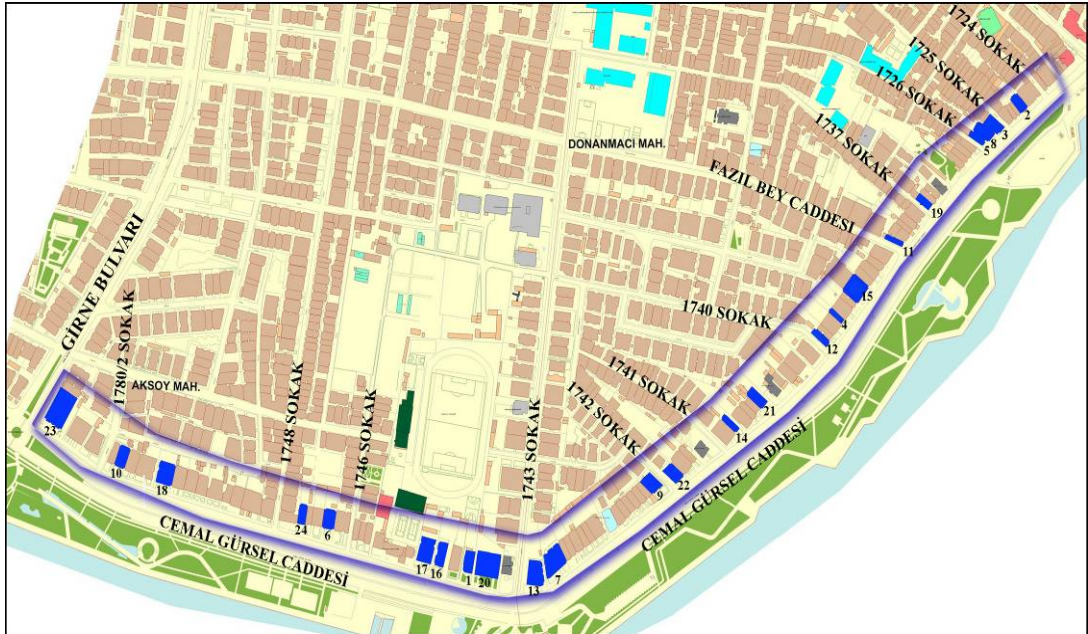 1724 SOKAK
1725 SOKAK
1726 SOKAK
1737 SOKAK
DONANMACI MAH.
FAZIL BEY CADDESİ
2
3
8
5
19
11
15
1740 SOKAK
4
12
GİRNE BULVARI
1780/2 SOKAK
AKSOY MAH.
1741 SOKAK
1742 SOKAK
21
14
1748 SOKAK
1746 SOKAK
1743 SOKAK
23
10
18
22
9
CEMAL GÜRSEL CADDESİ
24
6
17
16
1
20
13
7
CEMAL GÜRSEL CADDESİ